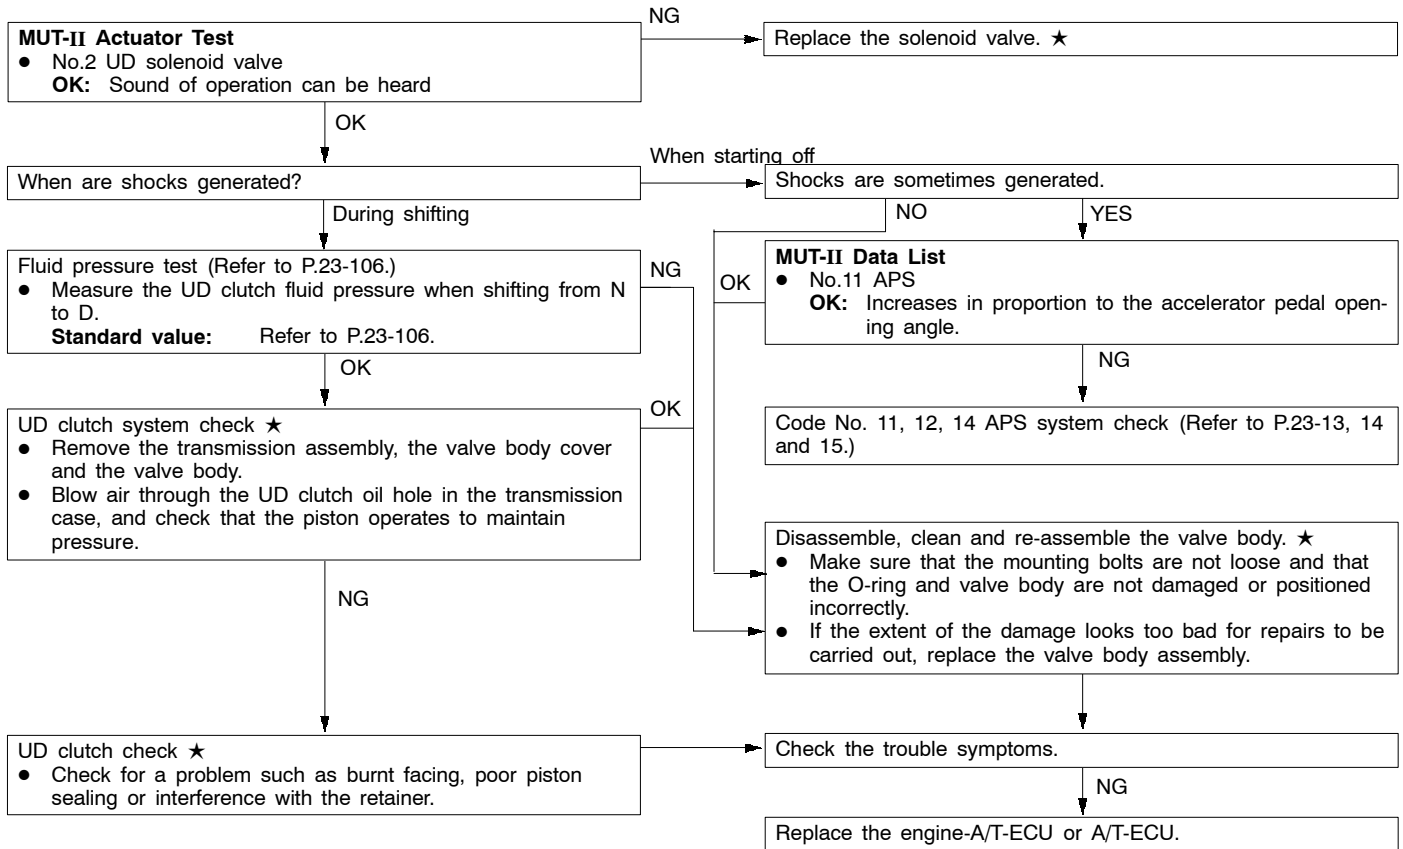 NG
MUT-II Actuator Test
● No.2 UD solenoid valve
OK: Sound of operation can be heard
Replace the solenoid valve. ★
OK
When starting off
When are shocks generated?
Shocks are sometimes generated.
During shifting
NO
YES
Fluid pressure test (Refer to P.23-106.)
● Measure the UD clutch fluid pressure when shifting from N
to D.
Standard value: Refer to P.23-106.
NG
OK
MUT-II Data List
● No.11 APS
OK: Increases in proportion to the accelerator pedal open-
ing angle.
OK
NG
UD clutch system check ★
● Remove the transmission assembly, the valve body cover
and the valve body.
● Blow air through the UD clutch oil hole in the transmission
case, and check that the piston operates to maintain
pressure.
OK
Code No. 11, 12, 14 APS system check (Refer to P.23-13, 14
and 15.)
Disassemble, clean and re-assemble the valve body. ★
● Make sure that the mounting bolts are not loose and that
the O-ring and valve body are not damaged or positioned
incorrectly.
● If the extent of the damage looks too bad for repairs to be
carried out, replace the valve body assembly.
NG
UD clutch check ★
● Check for a problem such as burnt facing, poor piston
sealing or interference with the retainer.
Check the trouble symptoms.
NG
Replace the engine-A/T-ECU or A/T-ECU.